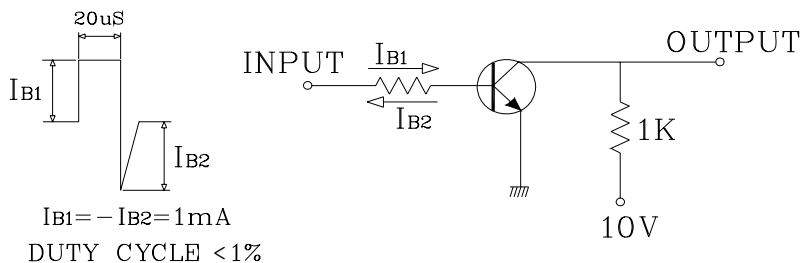 20uS
IB1
IB2
IB1=-IB2=1mA
DUTY CYCLE <1%
INPUT
IB1
IB2
OUTPUT
1K
10V